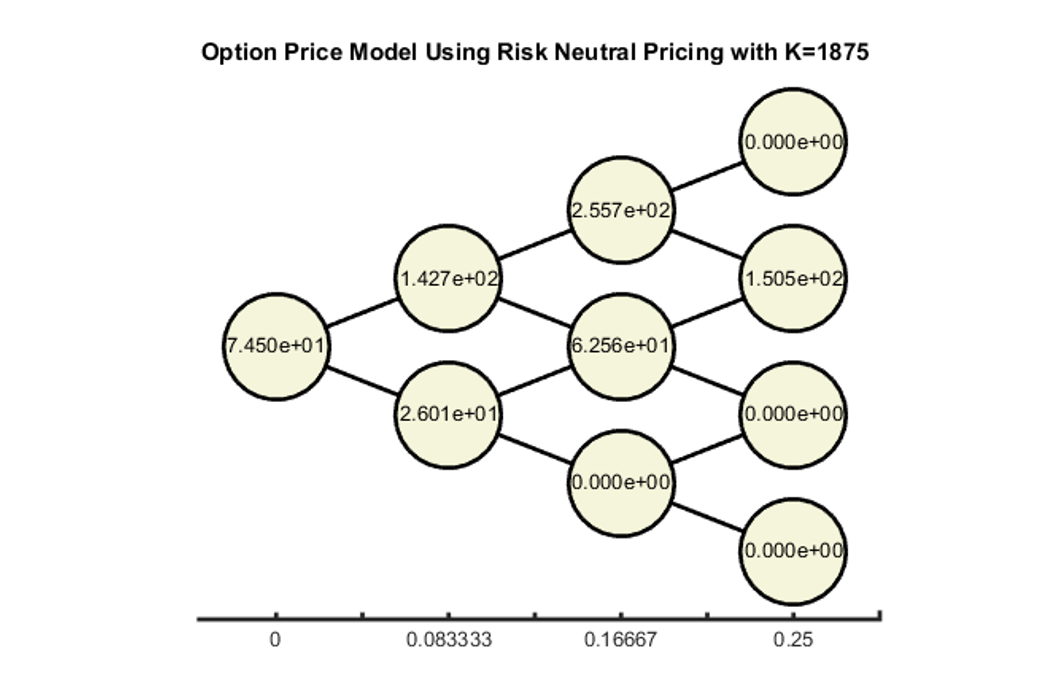 Option Price Model Using Risk Neutral Pricing with K=1875
0.000e+00
2.557e+02
1.427e+02
1.505e+02
7.450e+01
6.256e+01
2.601e+01
0.000e+00
0.000e+00
0.000e+00
0 0.083333 0.16667 0.25